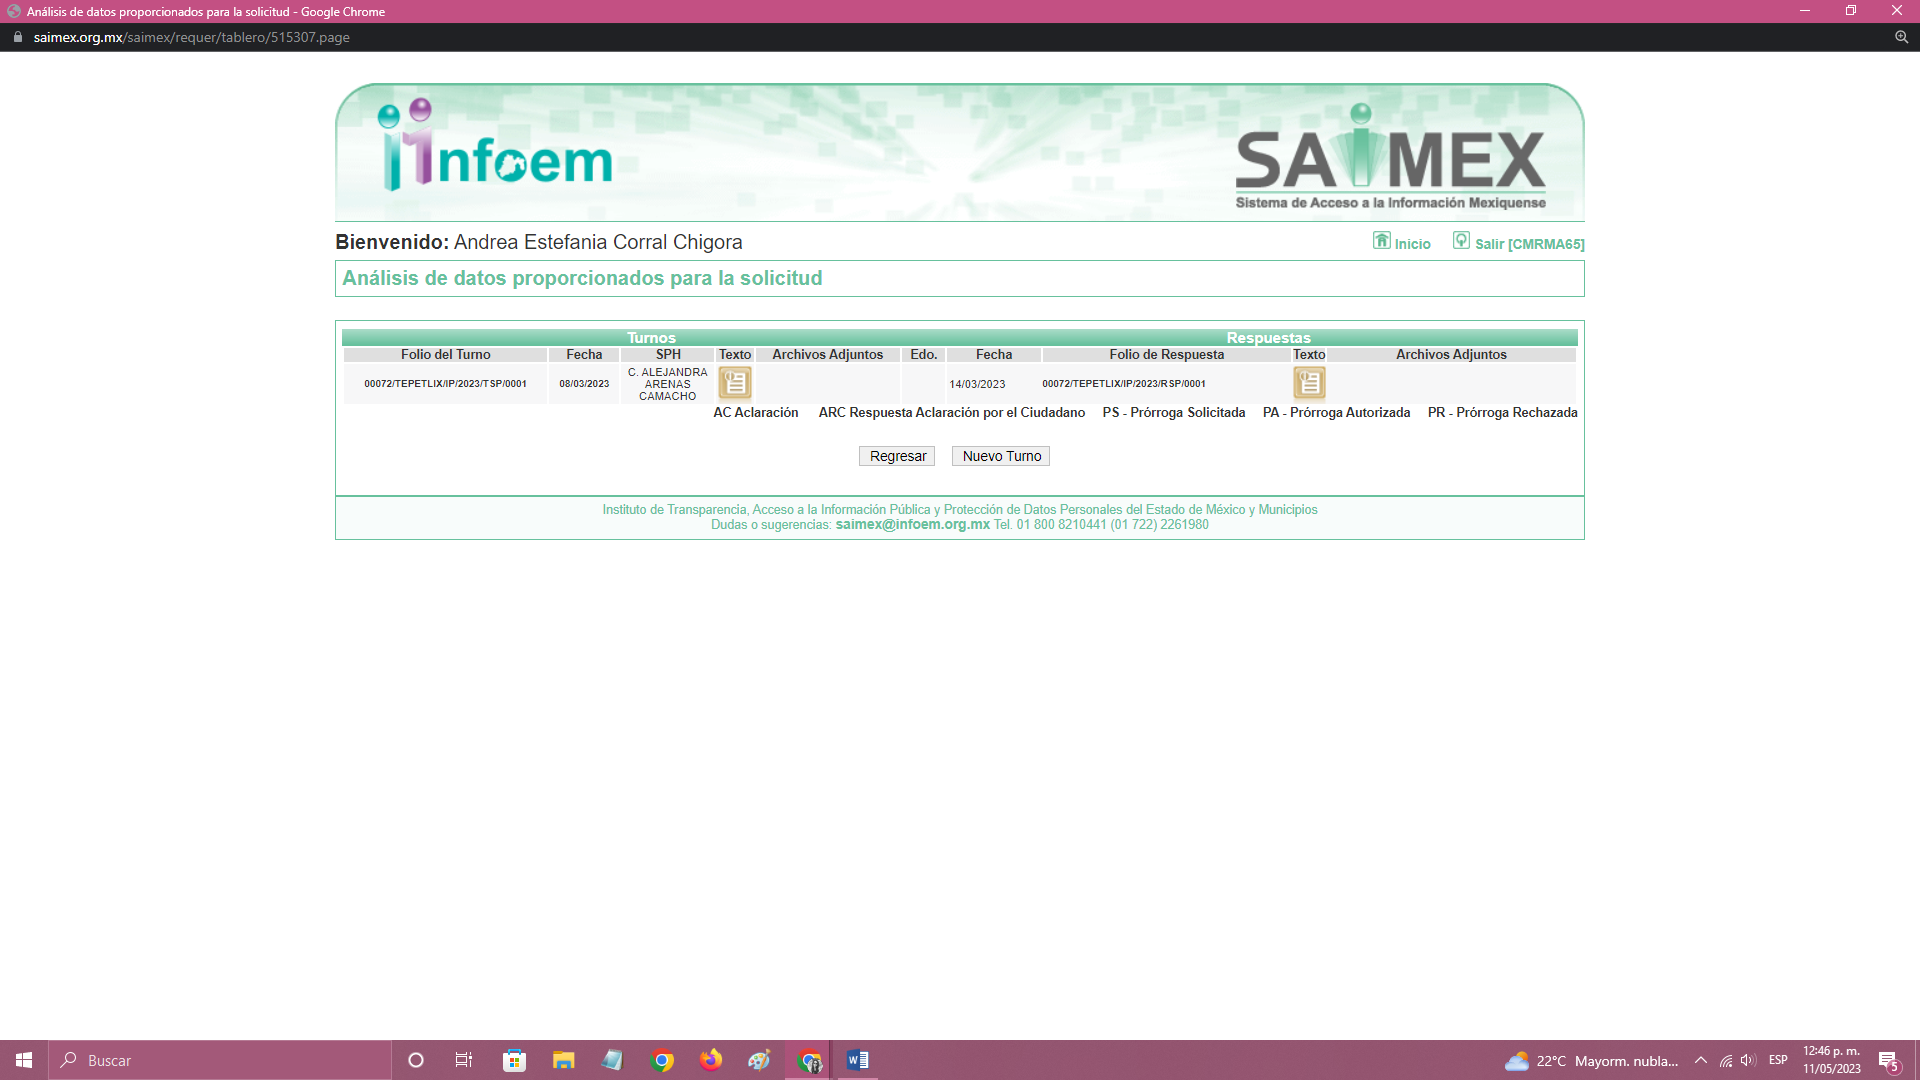 Análisis de datos proporcionados para la solicitud - Google Chrome
saimex.org.mx/saimex/requer/tablero/515307.page
infoem
SAIMEX
Sistema de Acceso a la Información Mexiquense
Bienvenido: Andrea Estefania Corral Chigora
Inicio Salir [CMRMA65]
Análisis de datos proporcionados para la solicitud
Turnos Respuestas
Folio del Turno Fecha SPH Texto Archivos Adjuntos Edo. Fecha Folio de Respuesta Texto Archivos Adjuntos
00072/TEPETLIX/IP/2023/TSP/0001 08/03/2023 C. ALEJANDRA ARENAS CAMACHO 14/03/2023 00072/TEPETLIX/IP/2023/RSP/0001
AC Aclaración ARC Respuesta Aclaración por el Ciudadano PS - Prórroga Solicitada PA - Prórroga Autorizada PR - Prórroga Rechazada
Regresar Nuevo Turno
Instituto de Transparencia, Acceso a la Información Pública y Protección de Datos Personales del Estado de México y Municipios
Dudas o sugerencias: saimex@infoem.org.mx Tel. 01 800 8210441 (01 722) 2261980
Buscar
22°C Mayorm. nubla... ESP
12:46 p. m.
11/05/2023
5